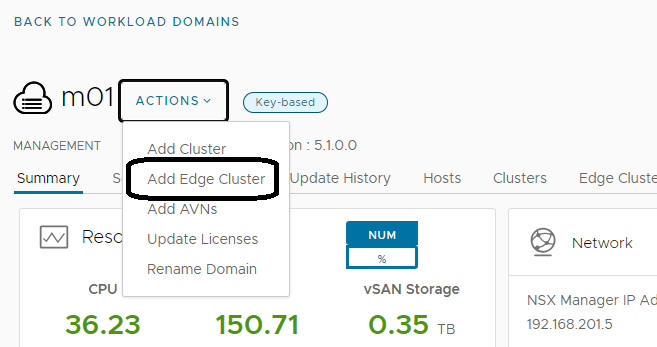 BACK TO WORKLOAD DOMAINS
m01 ACTIONS Key-based
MANAGEMENT : 5.1.0.0
Add Cluster
Add Edge Cluster
Add AVNs
Update Licenses
Rename Domain
Summary Update History Hosts Clusters Edge Cluste
NUM
%
Network
CPU vSAN Storage
36.23 150.71 0.35 TB
NSX Manager IP Ad
192.168.201.5